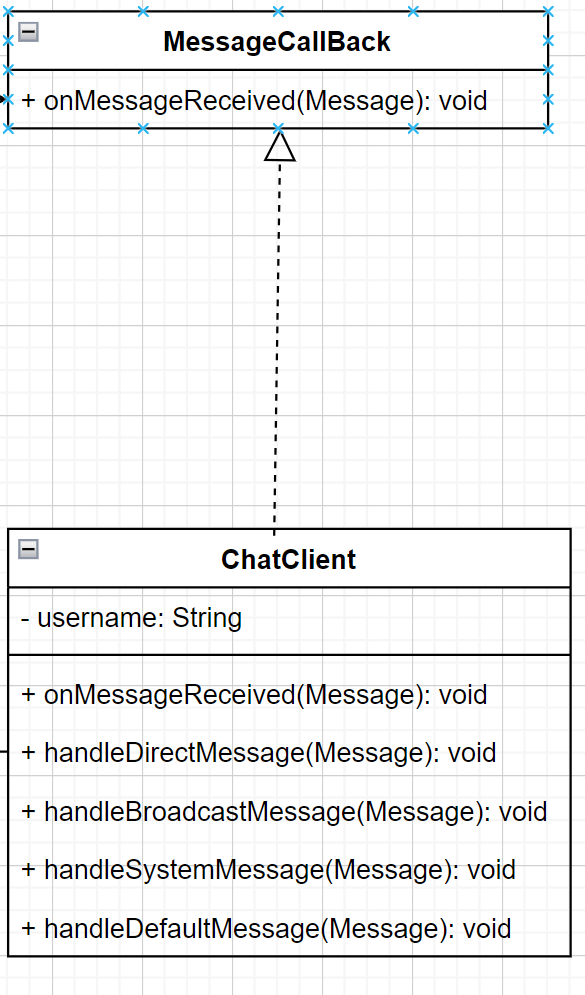 MessageCallBack
+ onMessageReceived(Message): void
ChatClient
- username: String
+ onMessageReceived(Message): void
+ handleDirectMessage(Message): void
+ handleBroadcastMessage(Message): void
+ handleSystemMessage(Message): void
+ handleDefaultMessage(Message): void